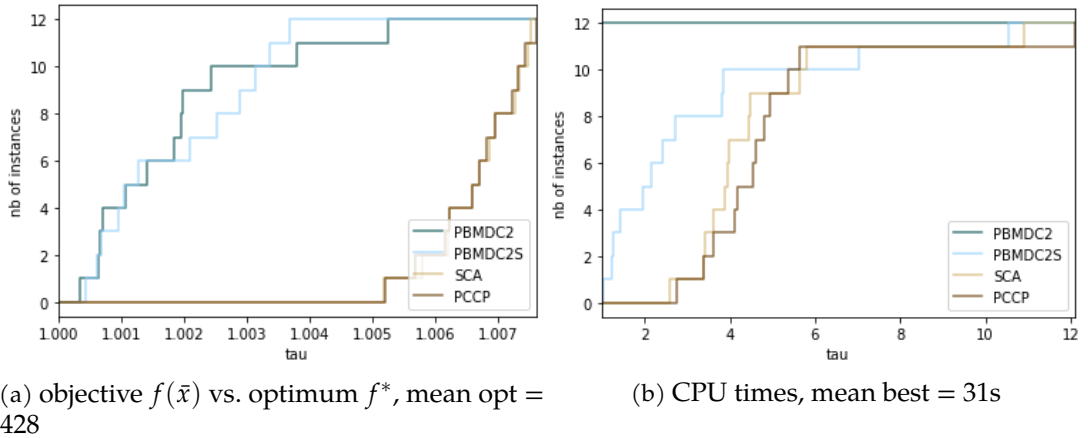 12
10
8
6
4
2
0
nb of instances
PBMDC2
PBMDC2S
SCA
PCCP
1.000 1.001 1.002 1.003 1.004 1.005 1.006 1.007
tau
12
10
8
6
4
2
0
nb of instances
PBMDC2
PBMDC2S
SCA
PCCP
2 4 6 8 10 12
tau
(a) objective f(x̄) vs. optimum f*, mean opt =
428
(b) CPU times, mean best = 31s